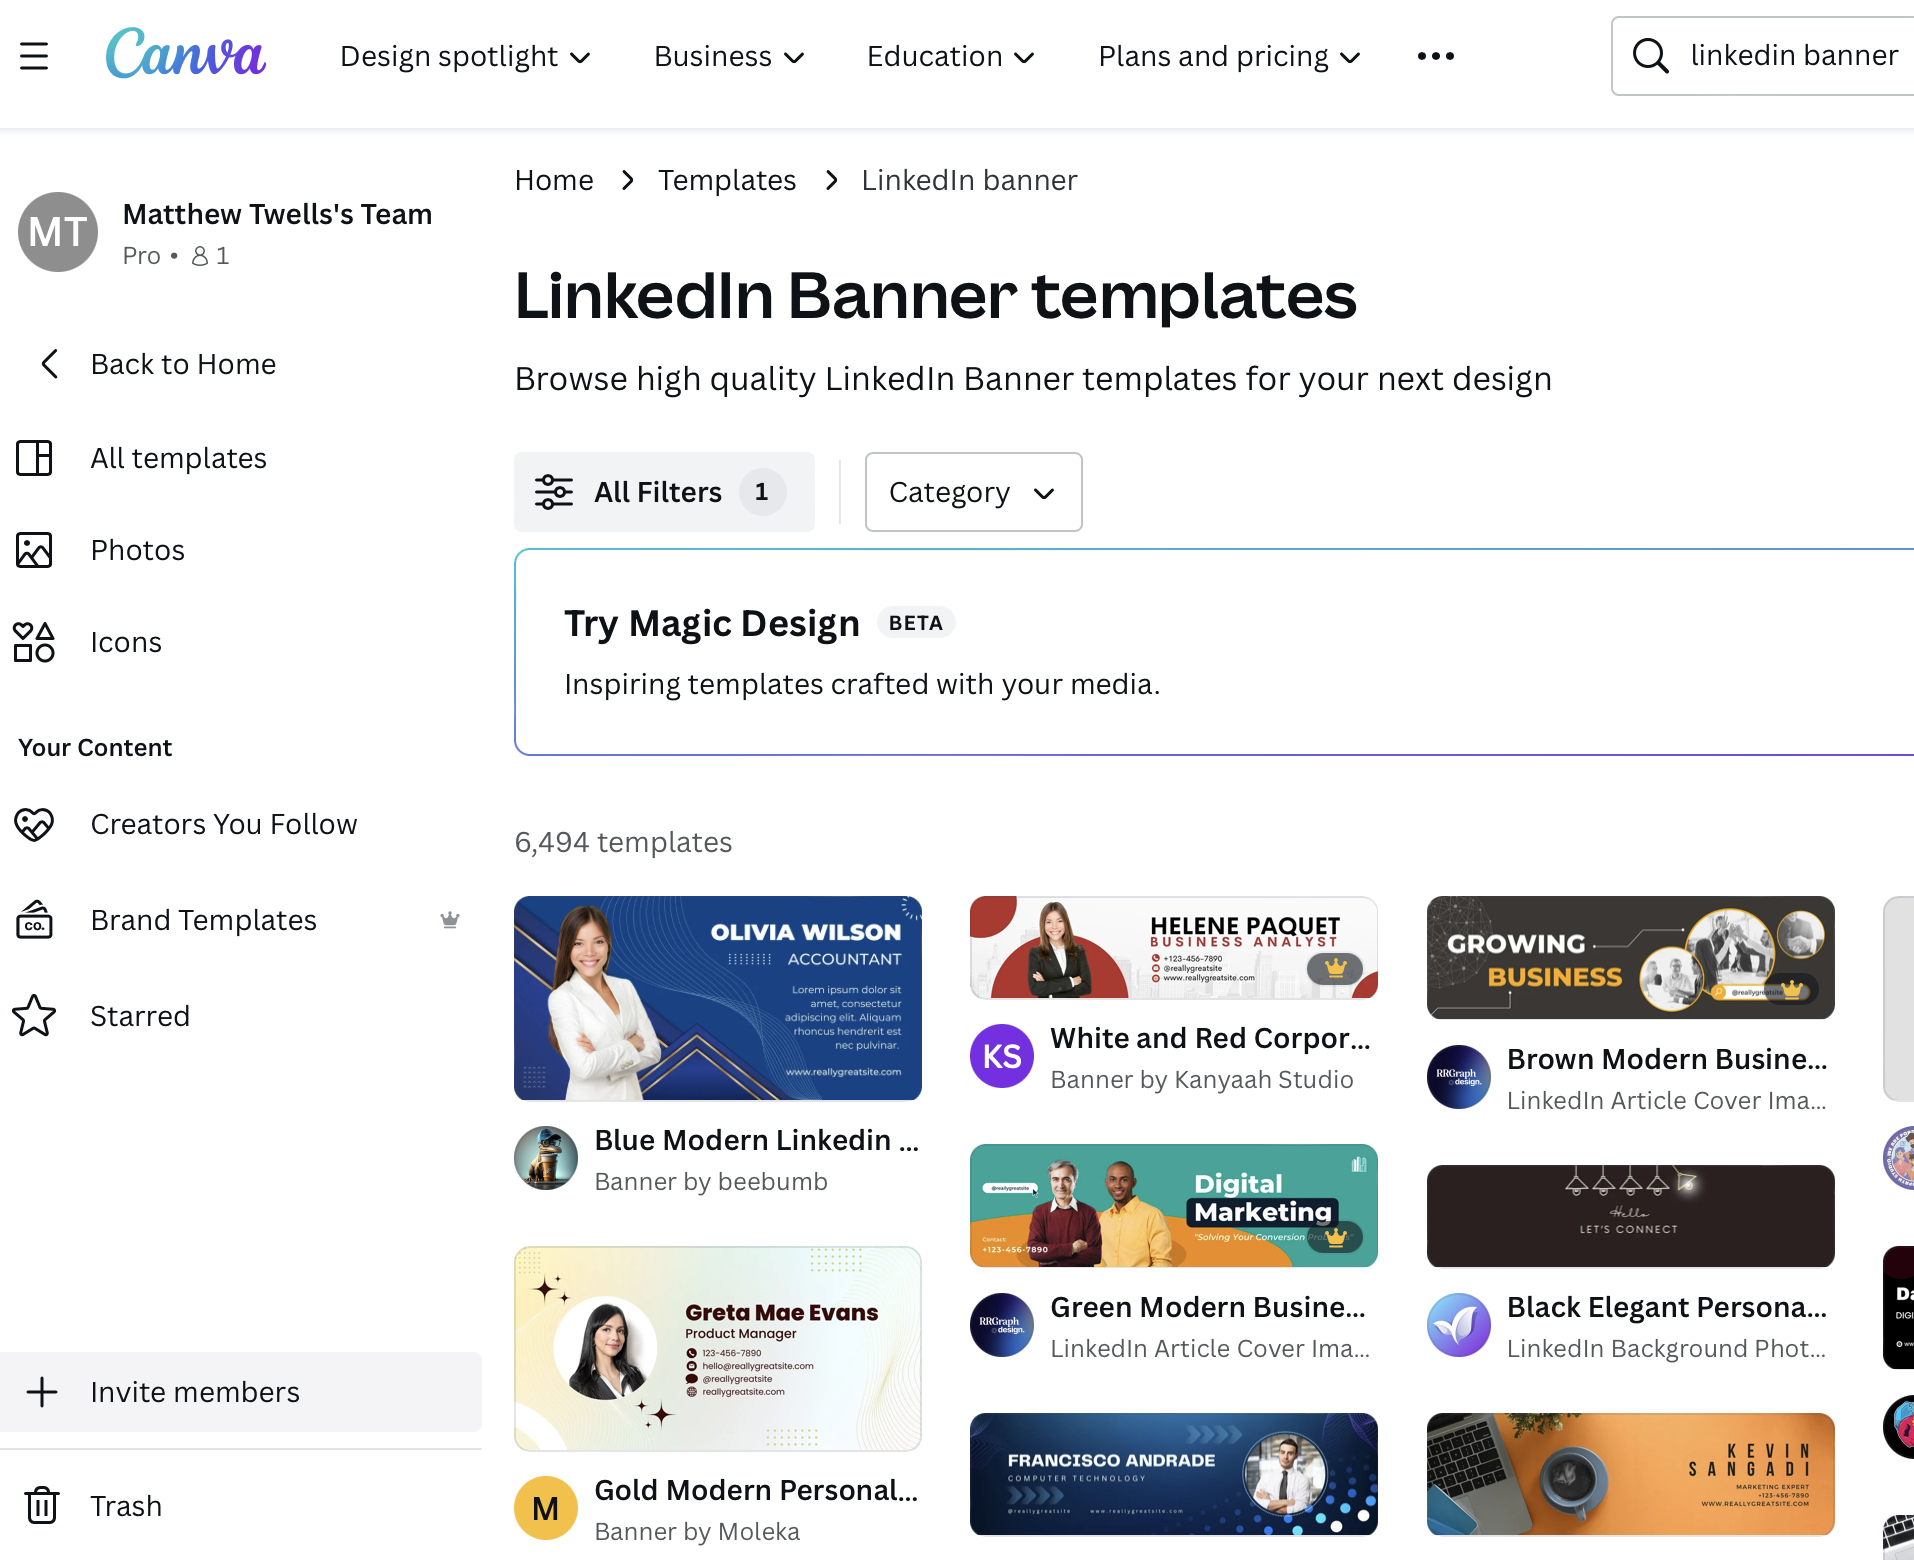 Canva
Design spotlight
Business
Education
Plans and pricing
linkedin banner
MT
Matthew Twells's Team
Pro • 1
Back to Home
All templates
Photos
Icons
Your Content
Creators You Follow
co.
Brand Templates
Starred
Invite members
Trash
Home > Templates > LinkedIn banner
LinkedIn Banner templates
Browse high quality LinkedIn Banner templates for your next design
All Filters 1
Category
Try Magic Design BETA
Inspiring templates crafted with your media.
6,494 templates
OLIVIA WILSON
ACCOUNTANT
Lorem ipsum dolor sit
amet, consectetur
adipiscing elit. Aliquam
rhoncus hendrerit est
nec pulvinar.
www.reallygreatsite.com
Blue Modern Linkedin ...
Banner by beebumb
Greta Mae Evans
Product Manager
123-456-7890
hello@reallygreatsite.com
@reallygreatsite
reallygreatsite.com
M
Gold Modern Personal...
Banner by Moleka
HELENE PAQUET
BUSINESS ANALYST
+123-456-7890
@reallygreatsite
www.reallygreatsite.com
KS
White and Red Corpor...
Banner by Kanyaah Studio
@reallygreatsite
Digital
Marketing
"Solving Your Conversion
Contact:
+123-456-7890
RRGraph
design.
Green Modern Busine...
LinkedIn Article Cover Ima...
FRANCISCO ANDRADE
COMPUTER TECHNOLOGY
@reallygreatsite www.reallygreatsite.com
GROWING
BUSINESS
@reallygreatsite
RRGraph
design.
Brown Modern Busine...
LinkedIn Article Cover Ima...
Hello
LET'S CONNECT
Black Elegant Persona...
LinkedIn Background Phot...
KEVIN
SANGADI
MARKETING EXPERT
+123-456-7890
WWW.REALLYGREATSITE.COM